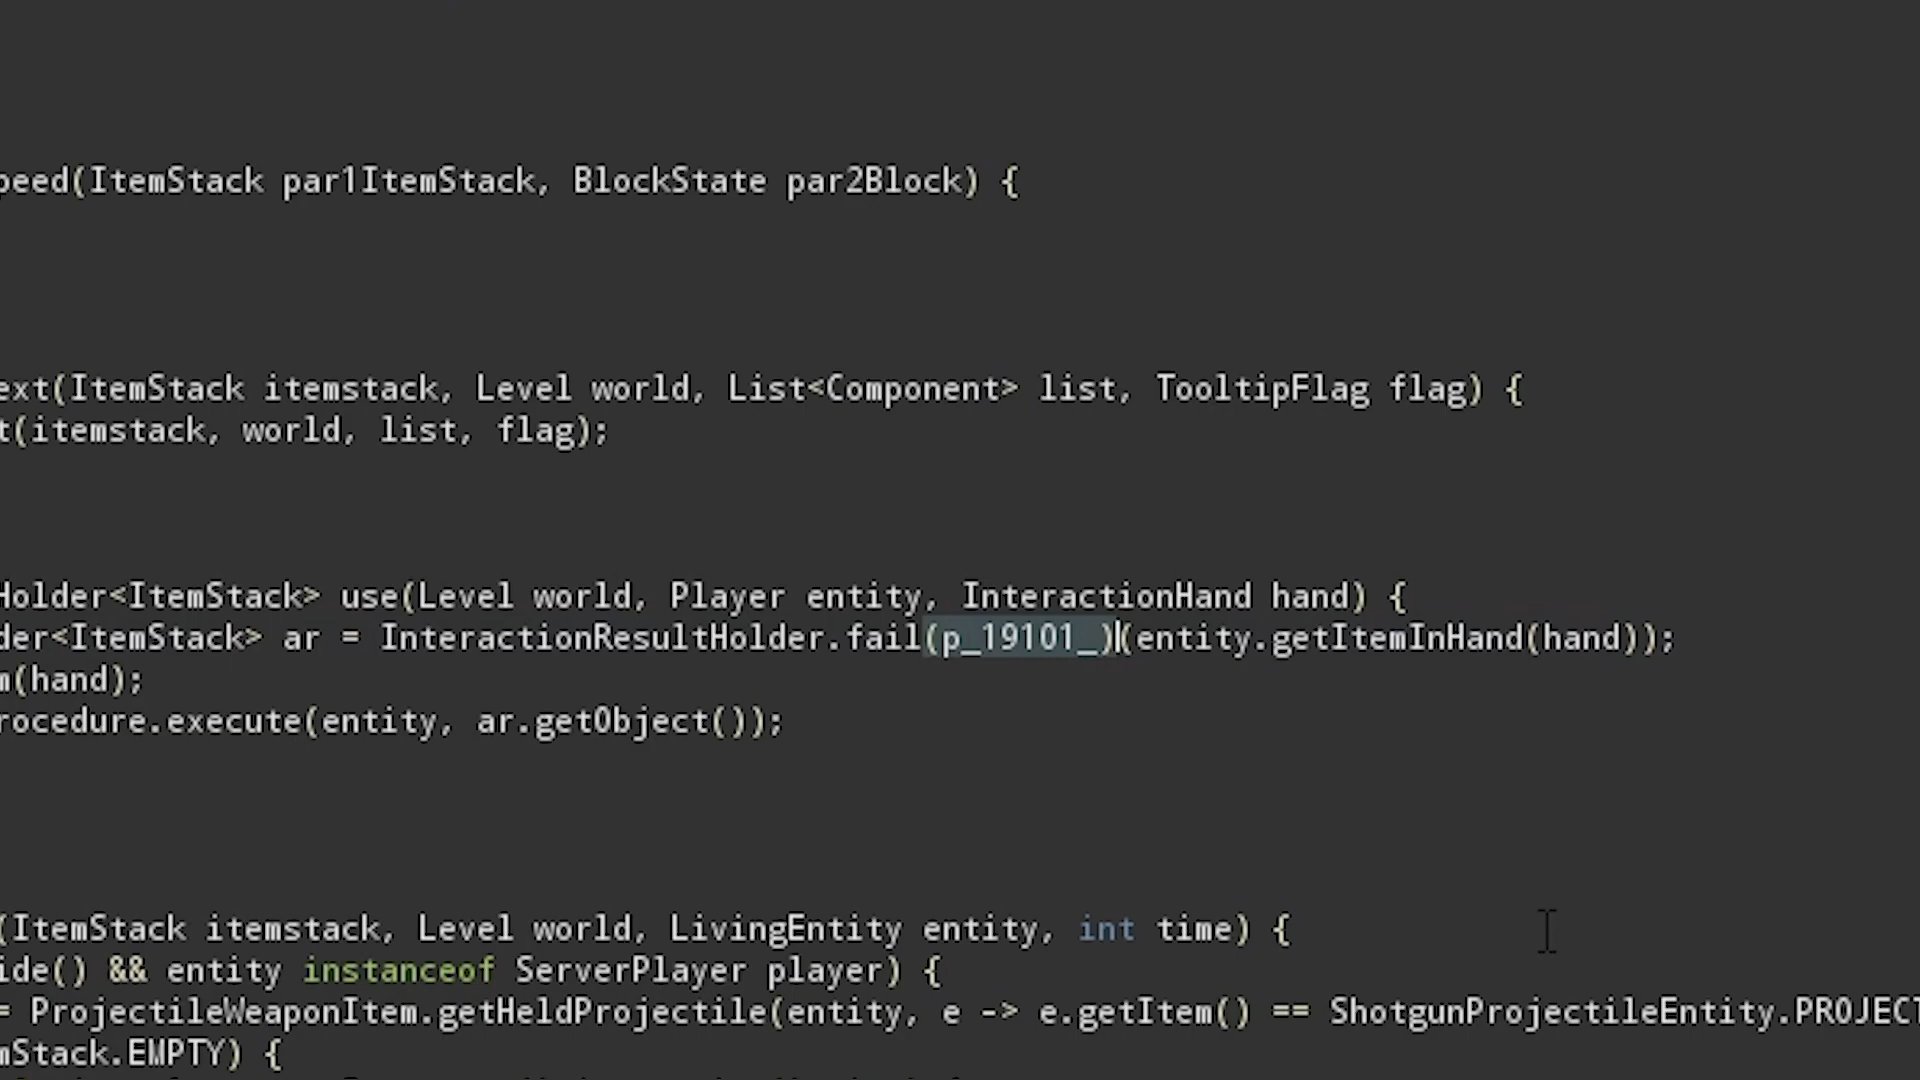 peed(ItemStack par1ItemStack, BlockState par2Block) {
ext(ItemStack itemstack, Level world, List<Component> list, TooltipFlag flag) {
t(itemstack, world, list, flag);
Holder<ItemStack> use(Level world, Player entity, InteractionHand hand) {
der<ItemStack> ar = InteractionResultHolder.fail(p_19101_)(entity.getItemInHand(hand));
m(hand);
rocedure.execute(entity, ar.getObject());
(ItemStack itemstack, Level world, LivingEntity entity, int time) {
ide() && entity instanceof ServerPlayer player) {
= ProjectileWeaponItem.getHeldProjectile(entity, e -> e.getItem() == ShotgunProjectileEntity.PROJECT
mStack.EMPTY) {